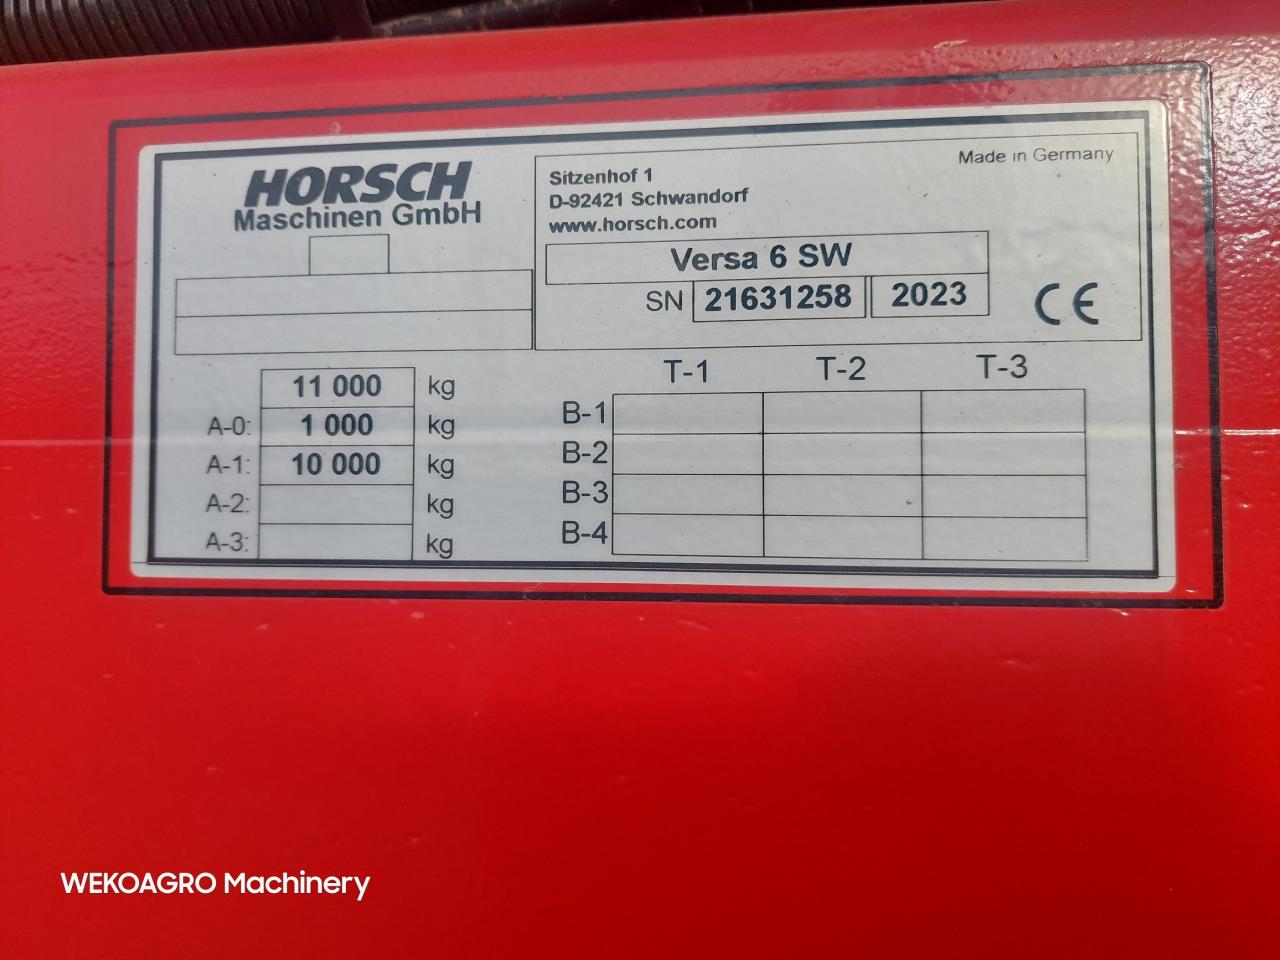 HORSCH
Maschinen GmbH
Sitzenhof 1
D-92421 Schwandorf
www.horsch.com
Made in Germany
Versa 6 SW
SN 21631258 2023
CE
11 000 kg
A-0: 1 000 kg
A-1: 10 000 kg
A-2: kg
A-3: kg
T-1 T-2 T-3
B-1
B-2
B-3
B-4
WEKOAGRO Machinery